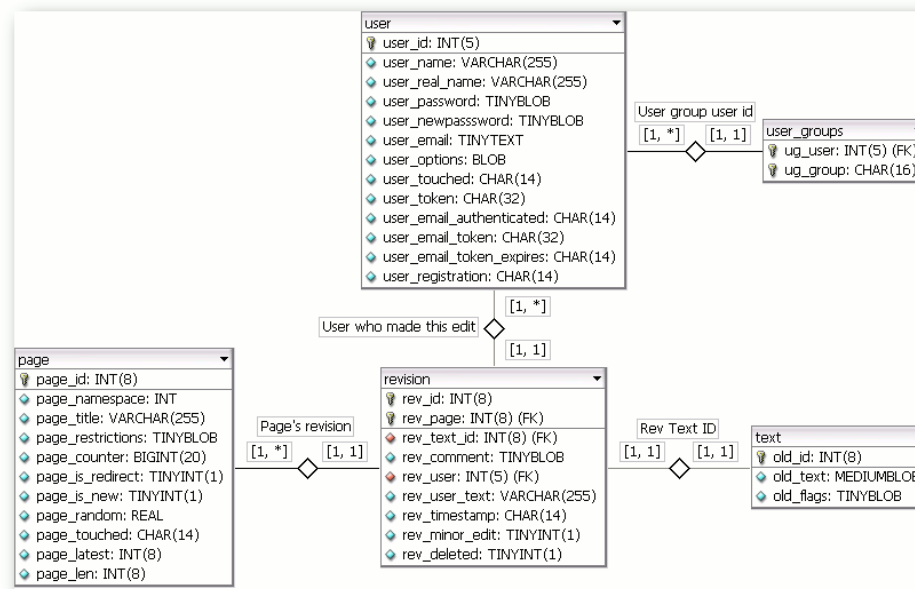 user
user_id: INT(5)
user_name: VARCHAR(255)
user_real_name: VARCHAR(255)
user_password: TINYBLOB
user_newpasssword: TINYBLOB
user_email: TINYTEXT
user_options: BLOB
user_touched: CHAR(14)
user_token: CHAR(32)
user_email_authenticated: CHAR(14)
user_email_token: CHAR(32)
user_email_token_expires: CHAR(14)
user_registration: CHAR(14)
User group user id
[1, *] [1, 1]
user_groups
ug_user: INT(5) (FK)
ug_group: CHAR(16)
[1, *]
User who made this edit
[1, 1]
page
page_id: INT(8)
page_namespace: INT
page_title: VARCHAR(255)
page_restrictions: TINYBLOB
page_counter: BIGINT(20)
page_is_redirect: TINYINT(1)
page_is_new: TINYINT(1)
page_random: REAL
page_touched: CHAR(14)
page_latest: INT(8)
page_len: INT(8)
Page's revision
[1, *] [1, 1]
revision
rev_id: INT(8)
rev_page: INT(8) (FK)
rev_text_id: INT(8) (FK)
rev_comment: TINYBLOB
rev_user: INT(5) (FK)
rev_user_text: VARCHAR(255)
rev_timestamp: CHAR(14)
rev_minor_edit: TINYINT(1)
rev_deleted: TINYINT(1)
Rev Text ID
[1, 1] [1, 1]
text
old_id: INT(8)
old_text: MEDIUMBLOB
old_flags: TINYBLOB